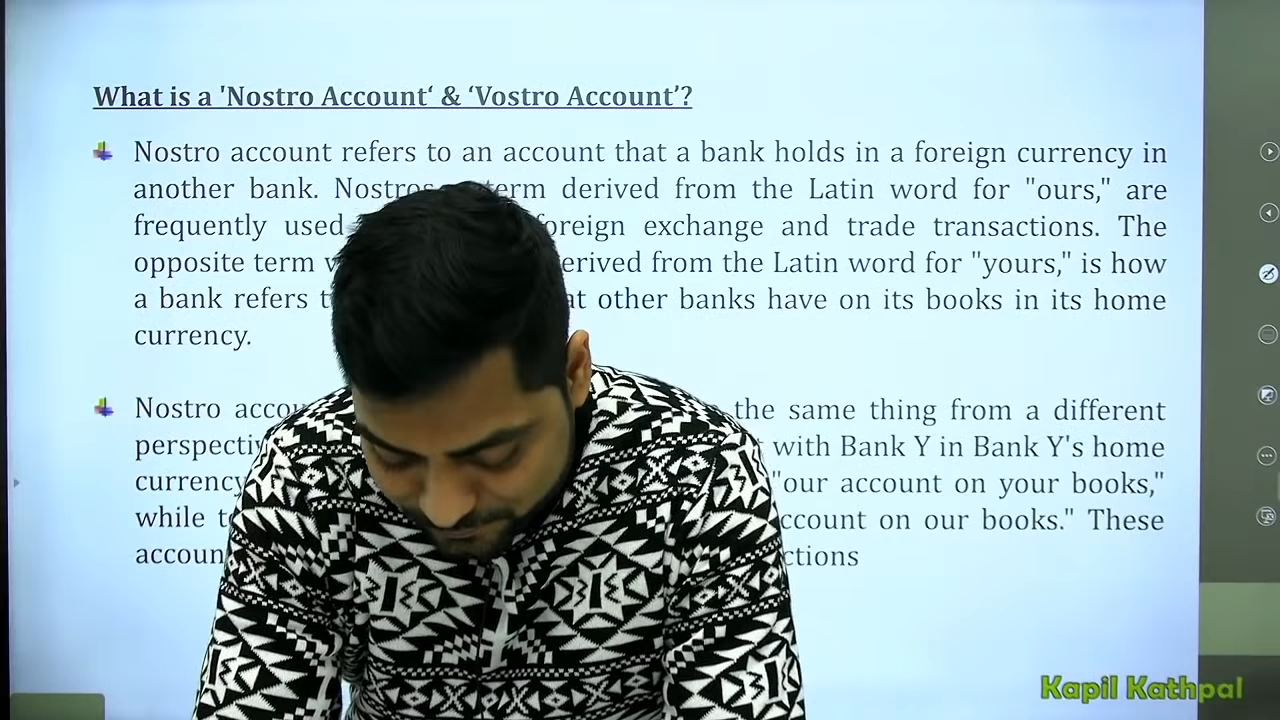 What is a 'Nostro Account‘ & ‘Vostro Account’?
Nostro account refers to an account that a bank holds in a foreign currency in
another bank. Nostros term derived from the Latin word for "ours," are
frequently used foreign exchange and trade transactions. The
opposite term derived from the Latin word for "yours," is how
a bank refers other banks have on its books in its home
currency.
Nostro the same thing from a different
with Bank Y in Bank Y's home
currency "our account on your books,"
while account on our books." These
Kapil Kathpal